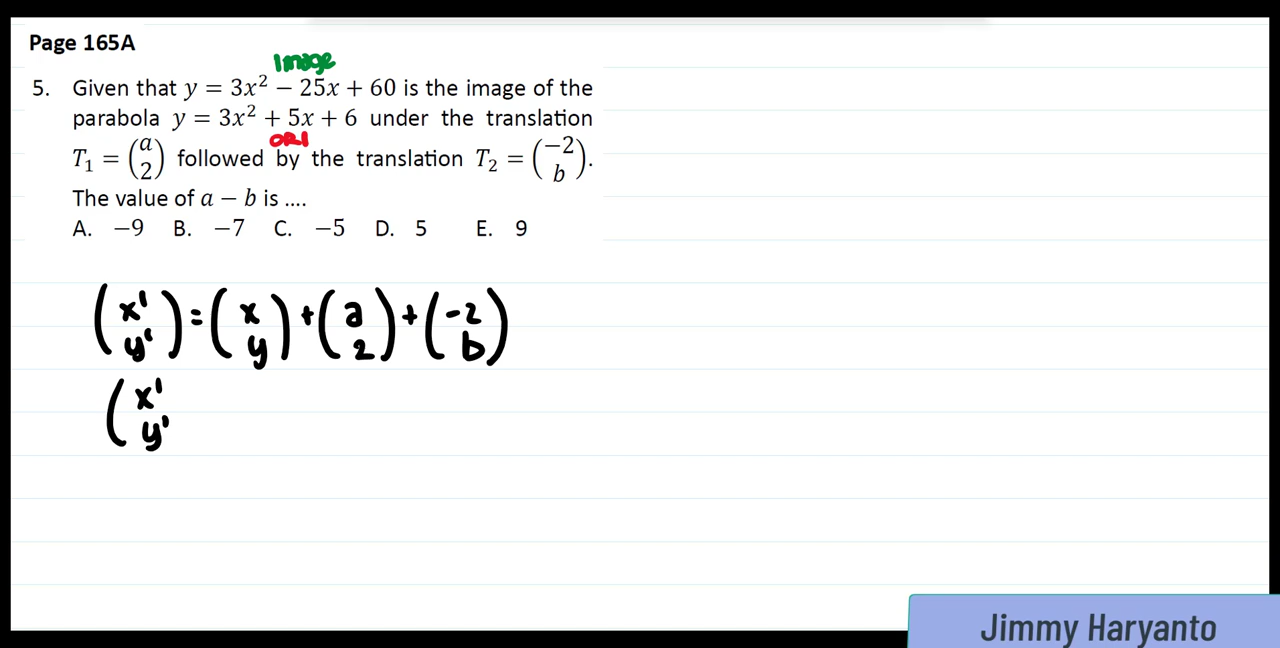 Page 165A
Image
5. Given that y = 3x² − 25x + 60 is the image of the
parabola y = 3x² + 5x + 6 under the translation
ORI
T₁ = (a 2) followed by the translation T₂ = (−2 b).
The value of a − b is ....
A. −9 B. −7 C. −5 D. 5 E. 9
(x' y') = (x y) + (a 2) + (-2 b)
(x' y'
Jimmy Haryanto